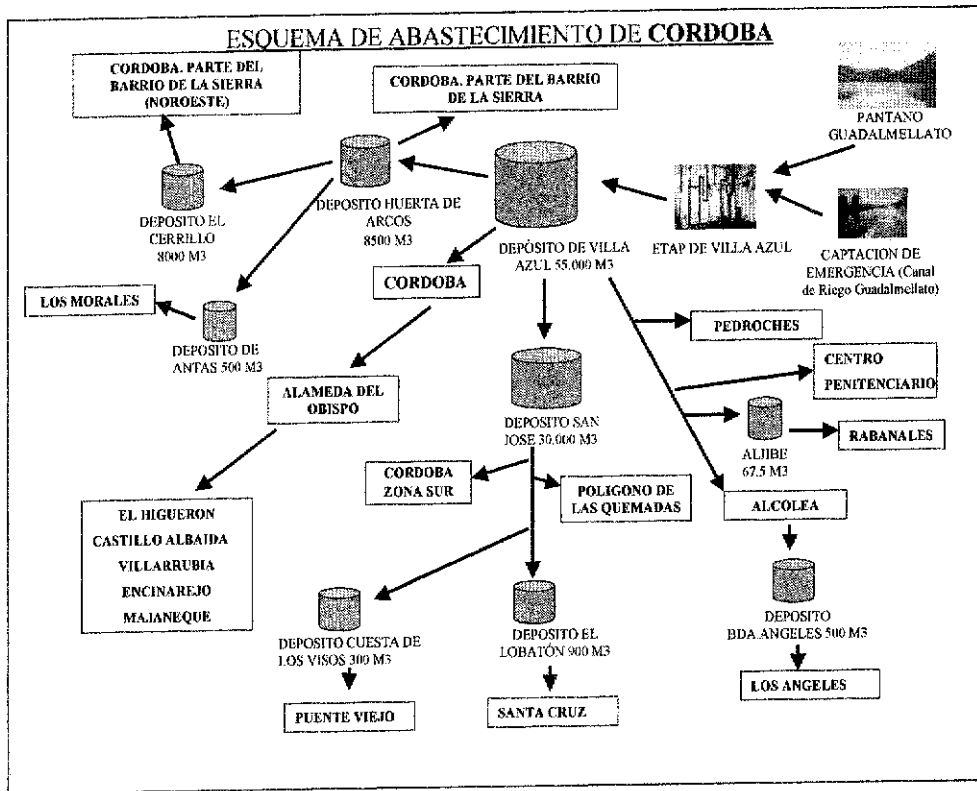 ESQUEMA DE ABASTECIMIENTO DE CORDOBA
CORDOBA. PARTE DEL
BARRIO DE LA SIERRA
(NOROESTE)
CORDOBA. PARTE DEL BARRIO
DE LA SIERRA
PANTANO
GUADALMELLATO
DEPOSITO EL
CERRILLO
8000 M3
DEPOSITO HUERTA DE
ARCOS
8500 M3
DEPÓSITO DE VILLA
AZUL 55.000 M3
ETAP DE VILLA AZUL
CAPTACION DE
EMERGENCIA (Canal
de Riego Guadalmellato)
CORDOBA
LOS MORALES
DEPOSITO DE
ANTAS 500 M3
PEDROCHES
CENTRO
PENITENCIARIO
ALAMEDA DEL
OBISPO
DEPOSITO SAN
JOSE 30.000 M3
ALJIBE
67.5 M3
RABANALES
CORDOBA
ZONA SUR
POLIGONO DE
LAS QUEMADAS
ALCOLEA
EL HIGUERON
CASTILLO ALBAIDA
VILLARRUBIA
ENCINAREJO
MAJANEQUE
DEPOSITO CUESTA DE
LOS VISOS 300 M3
DEPOSITO EL
LOBATÓN 900 M3
DEPOSITO
BDA.ANGELES 500 M3
PUENTE VIEJO
SANTA CRUZ
LOS ANGELES